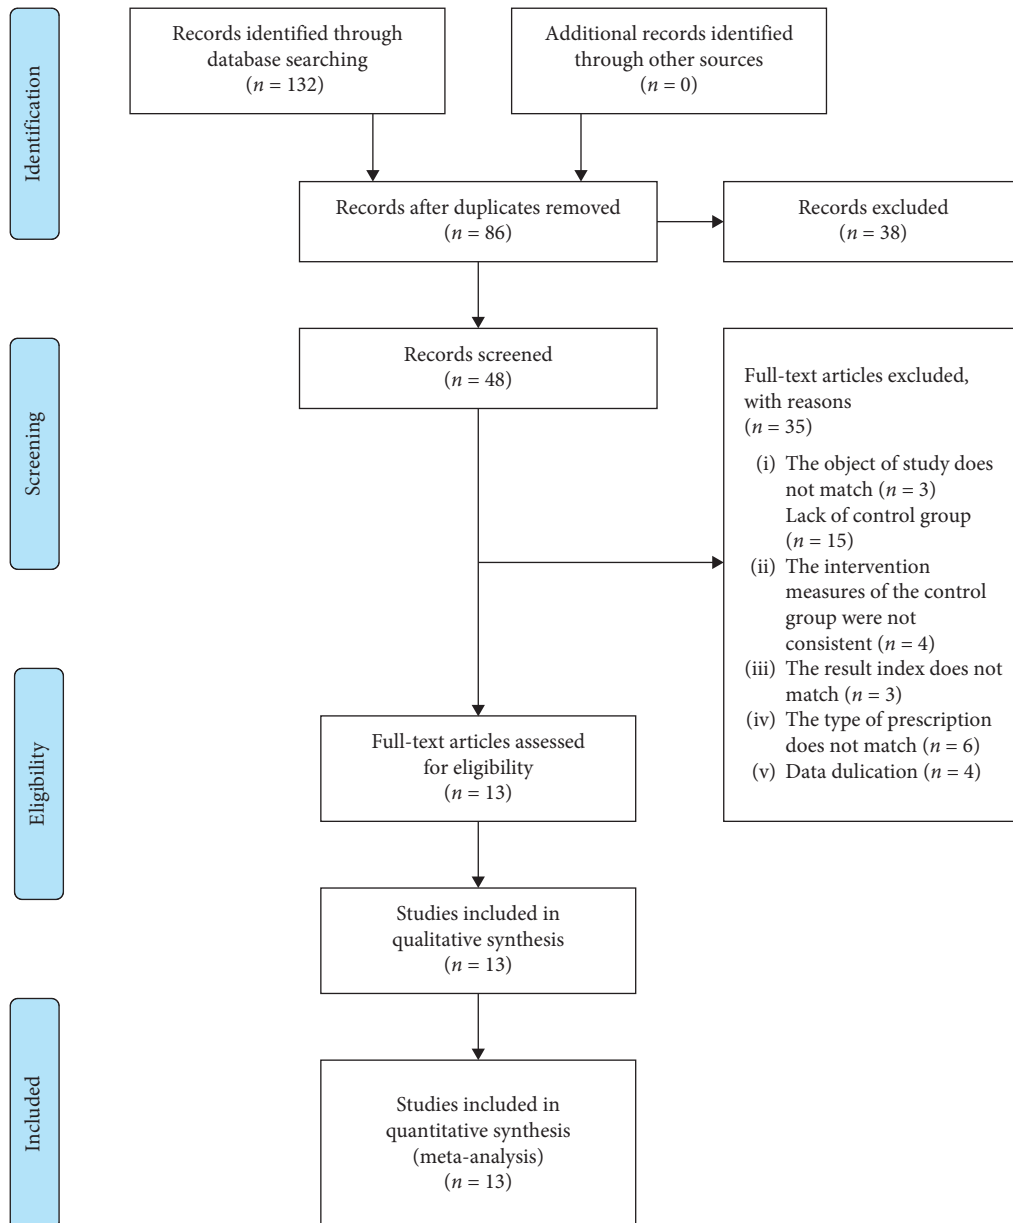 Identification
Records identified through
database searching
(n = 132)
Additional records identified
through other sources
(n = 0)
Records after duplicates removed
(n = 86)
Records excluded
(n = 38)
Screening
Records screened
(n = 48)
Full-text articles excluded,
with reasons
(n = 35)
(i) The object of study does
not match (n = 3)
Lack of control group
(n = 15)
(ii) The intervention
measures of the control
group were not
consistent (n = 4)
(iii) The result index does not
match (n = 3)
(iv) The type of prescription
does not match (n = 6)
(v) Data dulication (n = 4)
Eligibility
Full-text articles assessed
for eligibility
(n = 13)
Studies included in
qualitative synthesis
(n = 13)
Included
Studies included in
quantitative synthesis
(meta-analysis)
(n = 13)